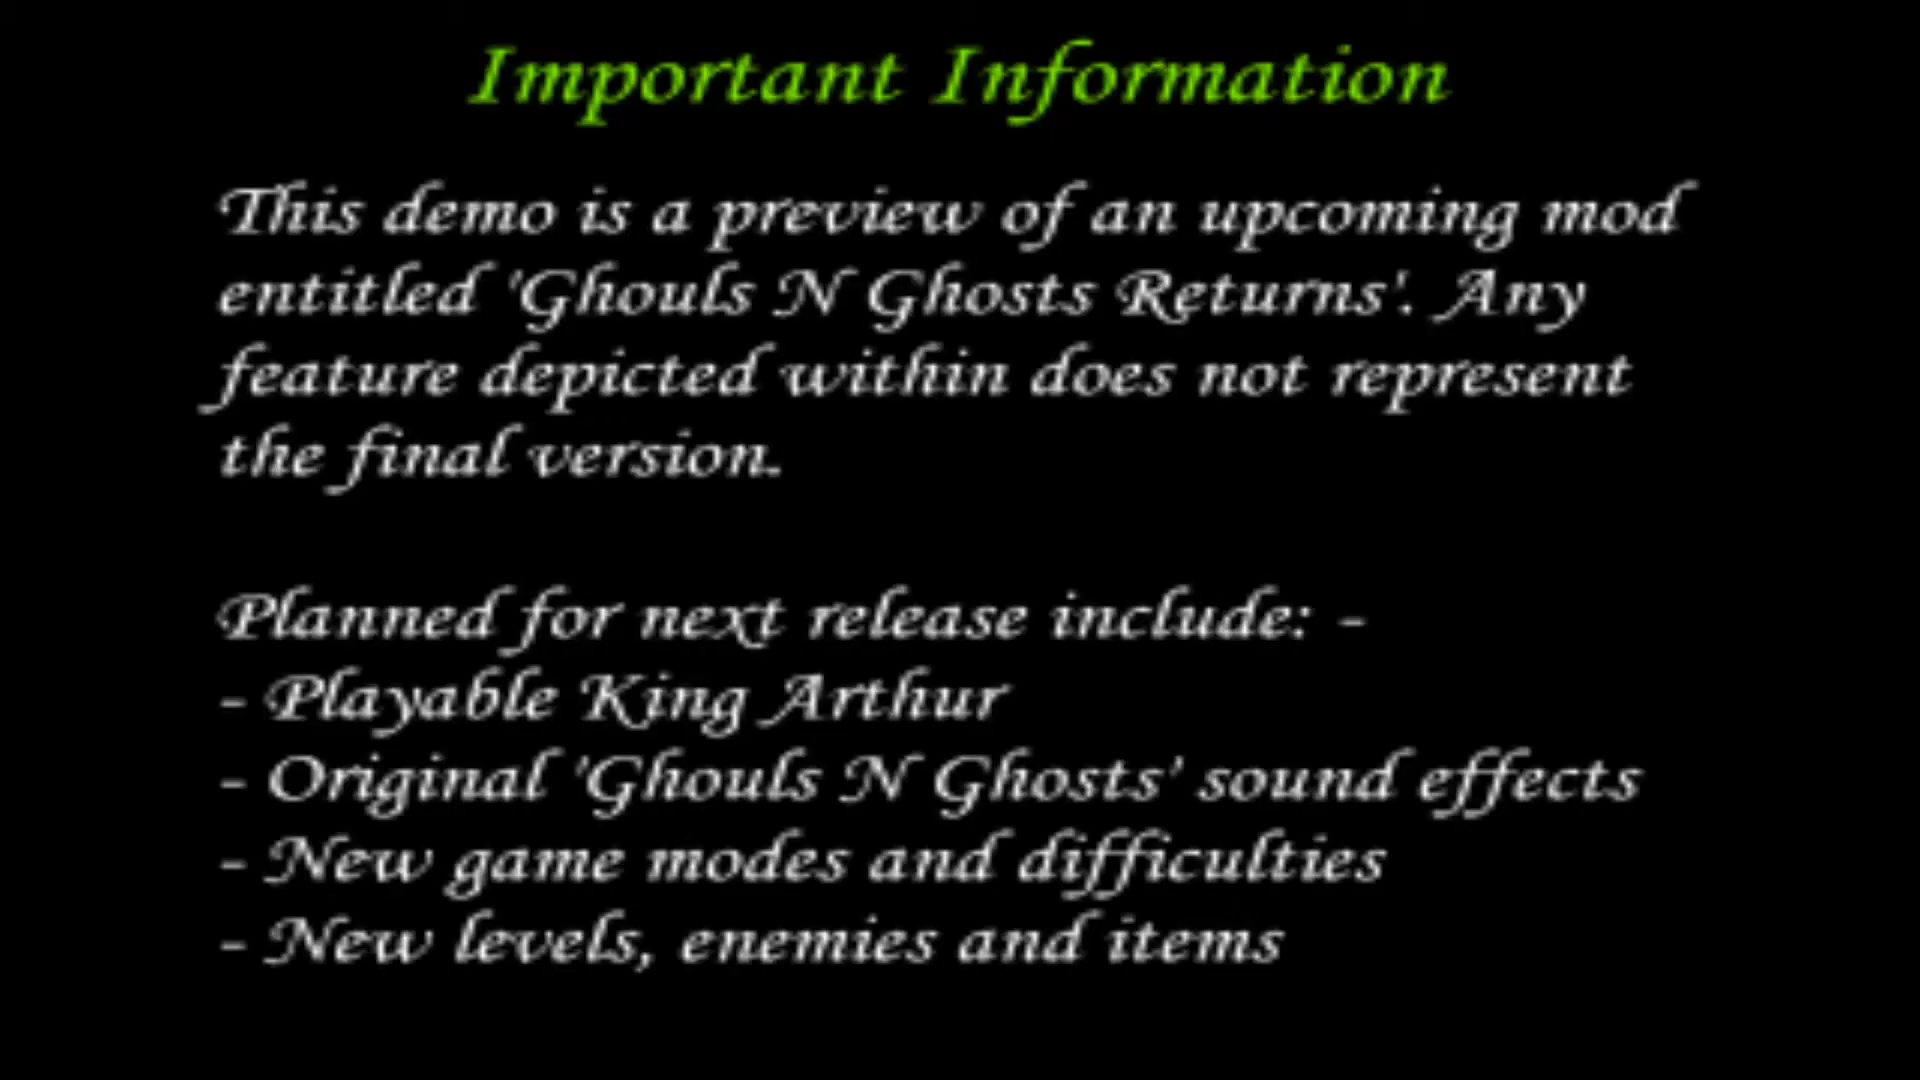 Important Information
This demo is a preview of an upcoming mod
entitled 'Ghouls N Ghosts Returns'. Any
feature depicted within does not represent
the final version.
Planned for next release include: -
- Playable King Arthur
- Original 'Ghouls N Ghosts' sound effects
- New game modes and difficulties
- New levels, enemies and items